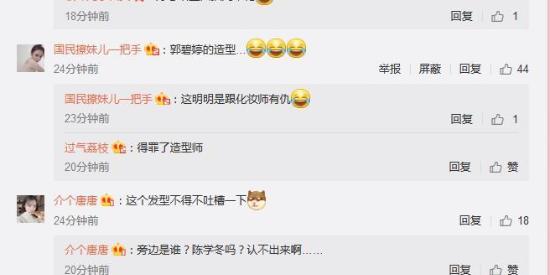 18分钟前 回复 1
国民撩妹儿一把手：郭碧婷的造型...
24分钟前 举报 屏蔽 回复 44
国民撩妹儿一把手：这明明是跟化妆师有仇
23分钟前 回复 1
过气荔枝：得罪了造型师
20分钟前 回复 赞
介个唐唐：这个发型不得不吐槽一下
24分钟前 回复 18
介个唐唐：旁边是谁？陈学冬吗？认不出来啊……
20分钟前 回复 赞